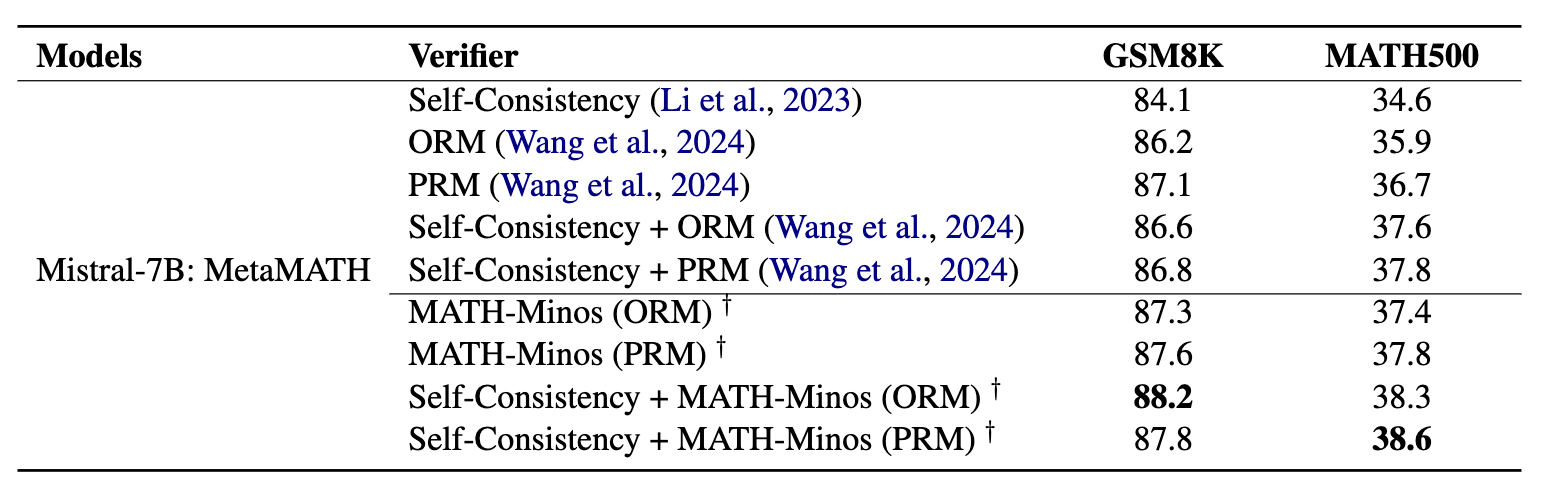 Models Verifier GSM8K MATH500
Self-Consistency (Li et al., 2023) 84.1 34.6
ORM (Wang et al., 2024) 86.2 35.9
PRM (Wang et al., 2024) 87.1 36.7
Self-Consistency + ORM (Wang et al., 2024) 86.6 37.6
Mistral-7B: MetaMATH Self-Consistency + PRM (Wang et al., 2024) 86.8 37.8
MATH-Minos (ORM) † 87.3 37.4
MATH-Minos (PRM) † 87.6 37.8
Self-Consistency + MATH-Minos (ORM) † 88.2 38.3
Self-Consistency + MATH-Minos (PRM) † 87.8 38.6